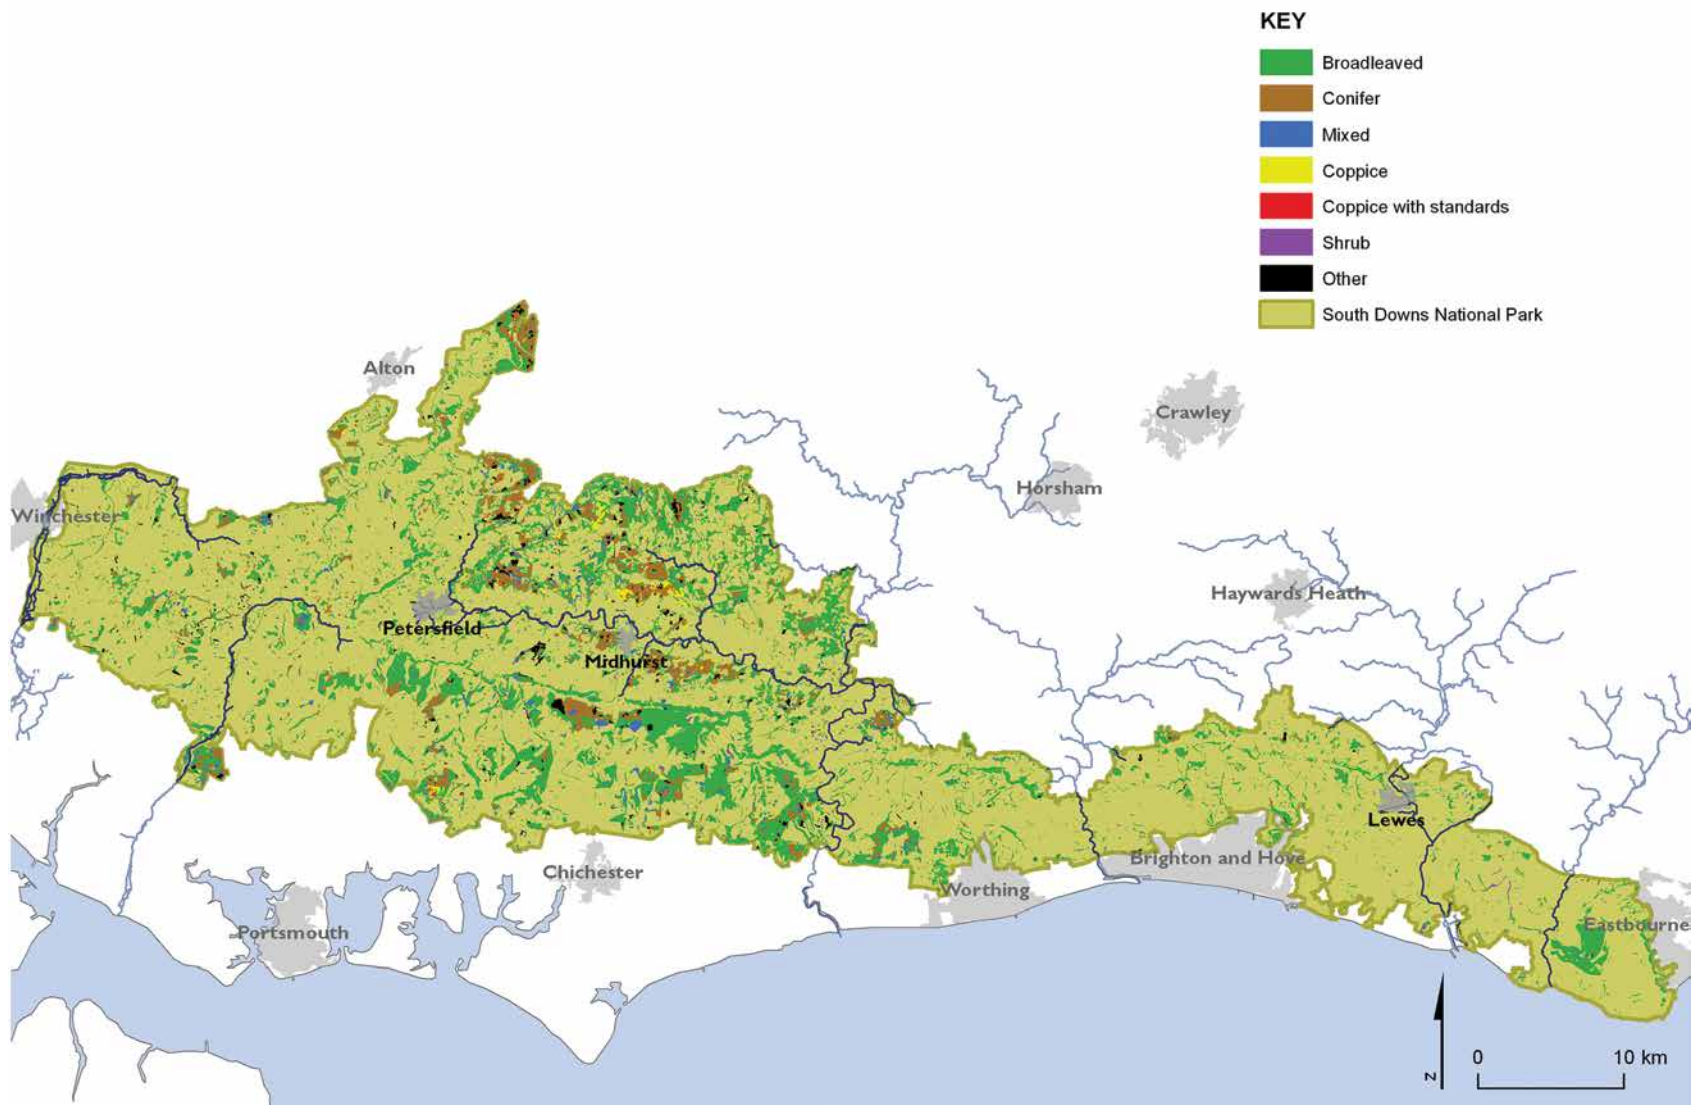 KEY
Broadleaved
Conifer
Mixed
Coppice
Coppice with standards
Shrub
Other
South Downs National Park
Alton
Crawley
Horsham
Winchester
Haywards Heath
Petersfield
Midhurst
Lewes
Brighton and Hove
Chichester
Worthing
Portsmouth
Eastbourne
0 10 km
N